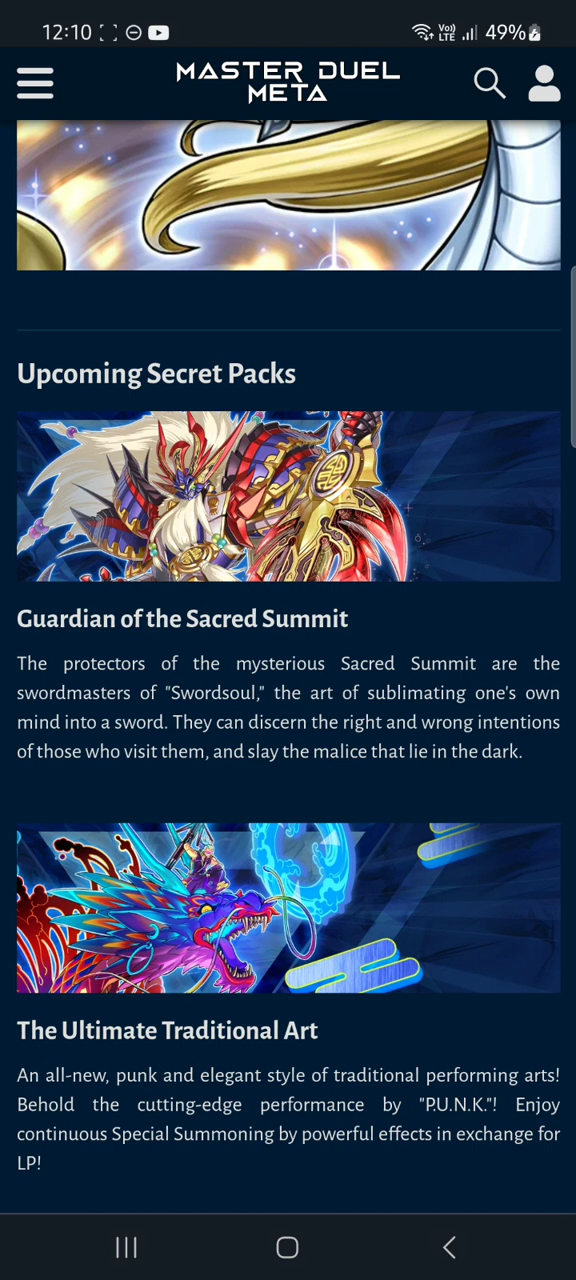 12:10
Vo)) LTE 49%
MASTER DUEL
META
Upcoming Secret Packs
Guardian of the Sacred Summit
The protectors of the mysterious Sacred Summit are the
swordmasters of "Swordsoul," the art of sublimating one's own
mind into a sword. They can discern the right and wrong intentions
of those who visit them, and slay the malice that lie in the dark.
The Ultimate Traditional Art
An all-new, punk and elegant style of traditional performing arts!
Behold the cutting-edge performance by "P.U.N.K."! Enjoy
continuous Special Summoning by powerful effects in exchange for
LP!